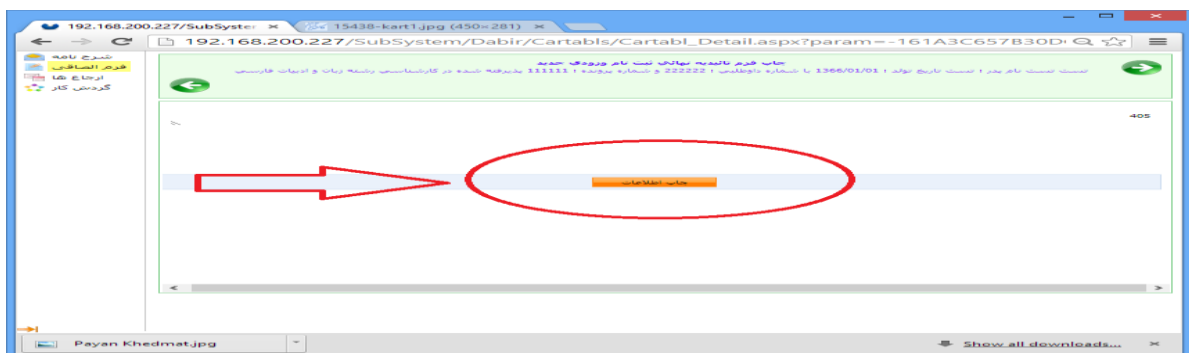 192.168.200.227/SubSyste
15438-kart1.jpg (450×281)
192.168.200.227/SubSystem/Dabir/Cartabls/Cartabl_Detail.aspx?param=-161A3C657B30D
شرح نامه
فرم الصاقی
ارجاع ها
گردش کار
چاپ فرم تائیدیه نهائی ثبت نام ورودی جدید
تست تست نام پدر : تست تاریخ تولد : 1366/01/01 با شماره داوطلبی : 222222 و شماره پرونده : 111111 پذیرفته شده در کارشناسی رشته زبان و ادبیات فارسی
405
چاپ اطلاعات
Payan Khedmat.jpg
Show all downloads...